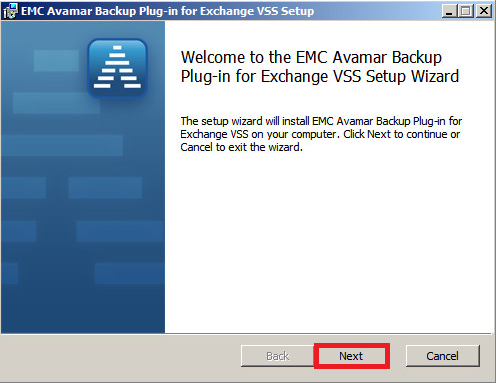 EMC Avamar Backup Plug-in for Exchange VSS Setup
Welcome to the EMC Avamar Backup
Plug-in for Exchange VSS Setup Wizard
The setup wizard will install EMC Avamar Backup Plug-in for
Exchange VSS on your computer. Click Next to continue or
Cancel to exit the wizard.
Back Next Cancel